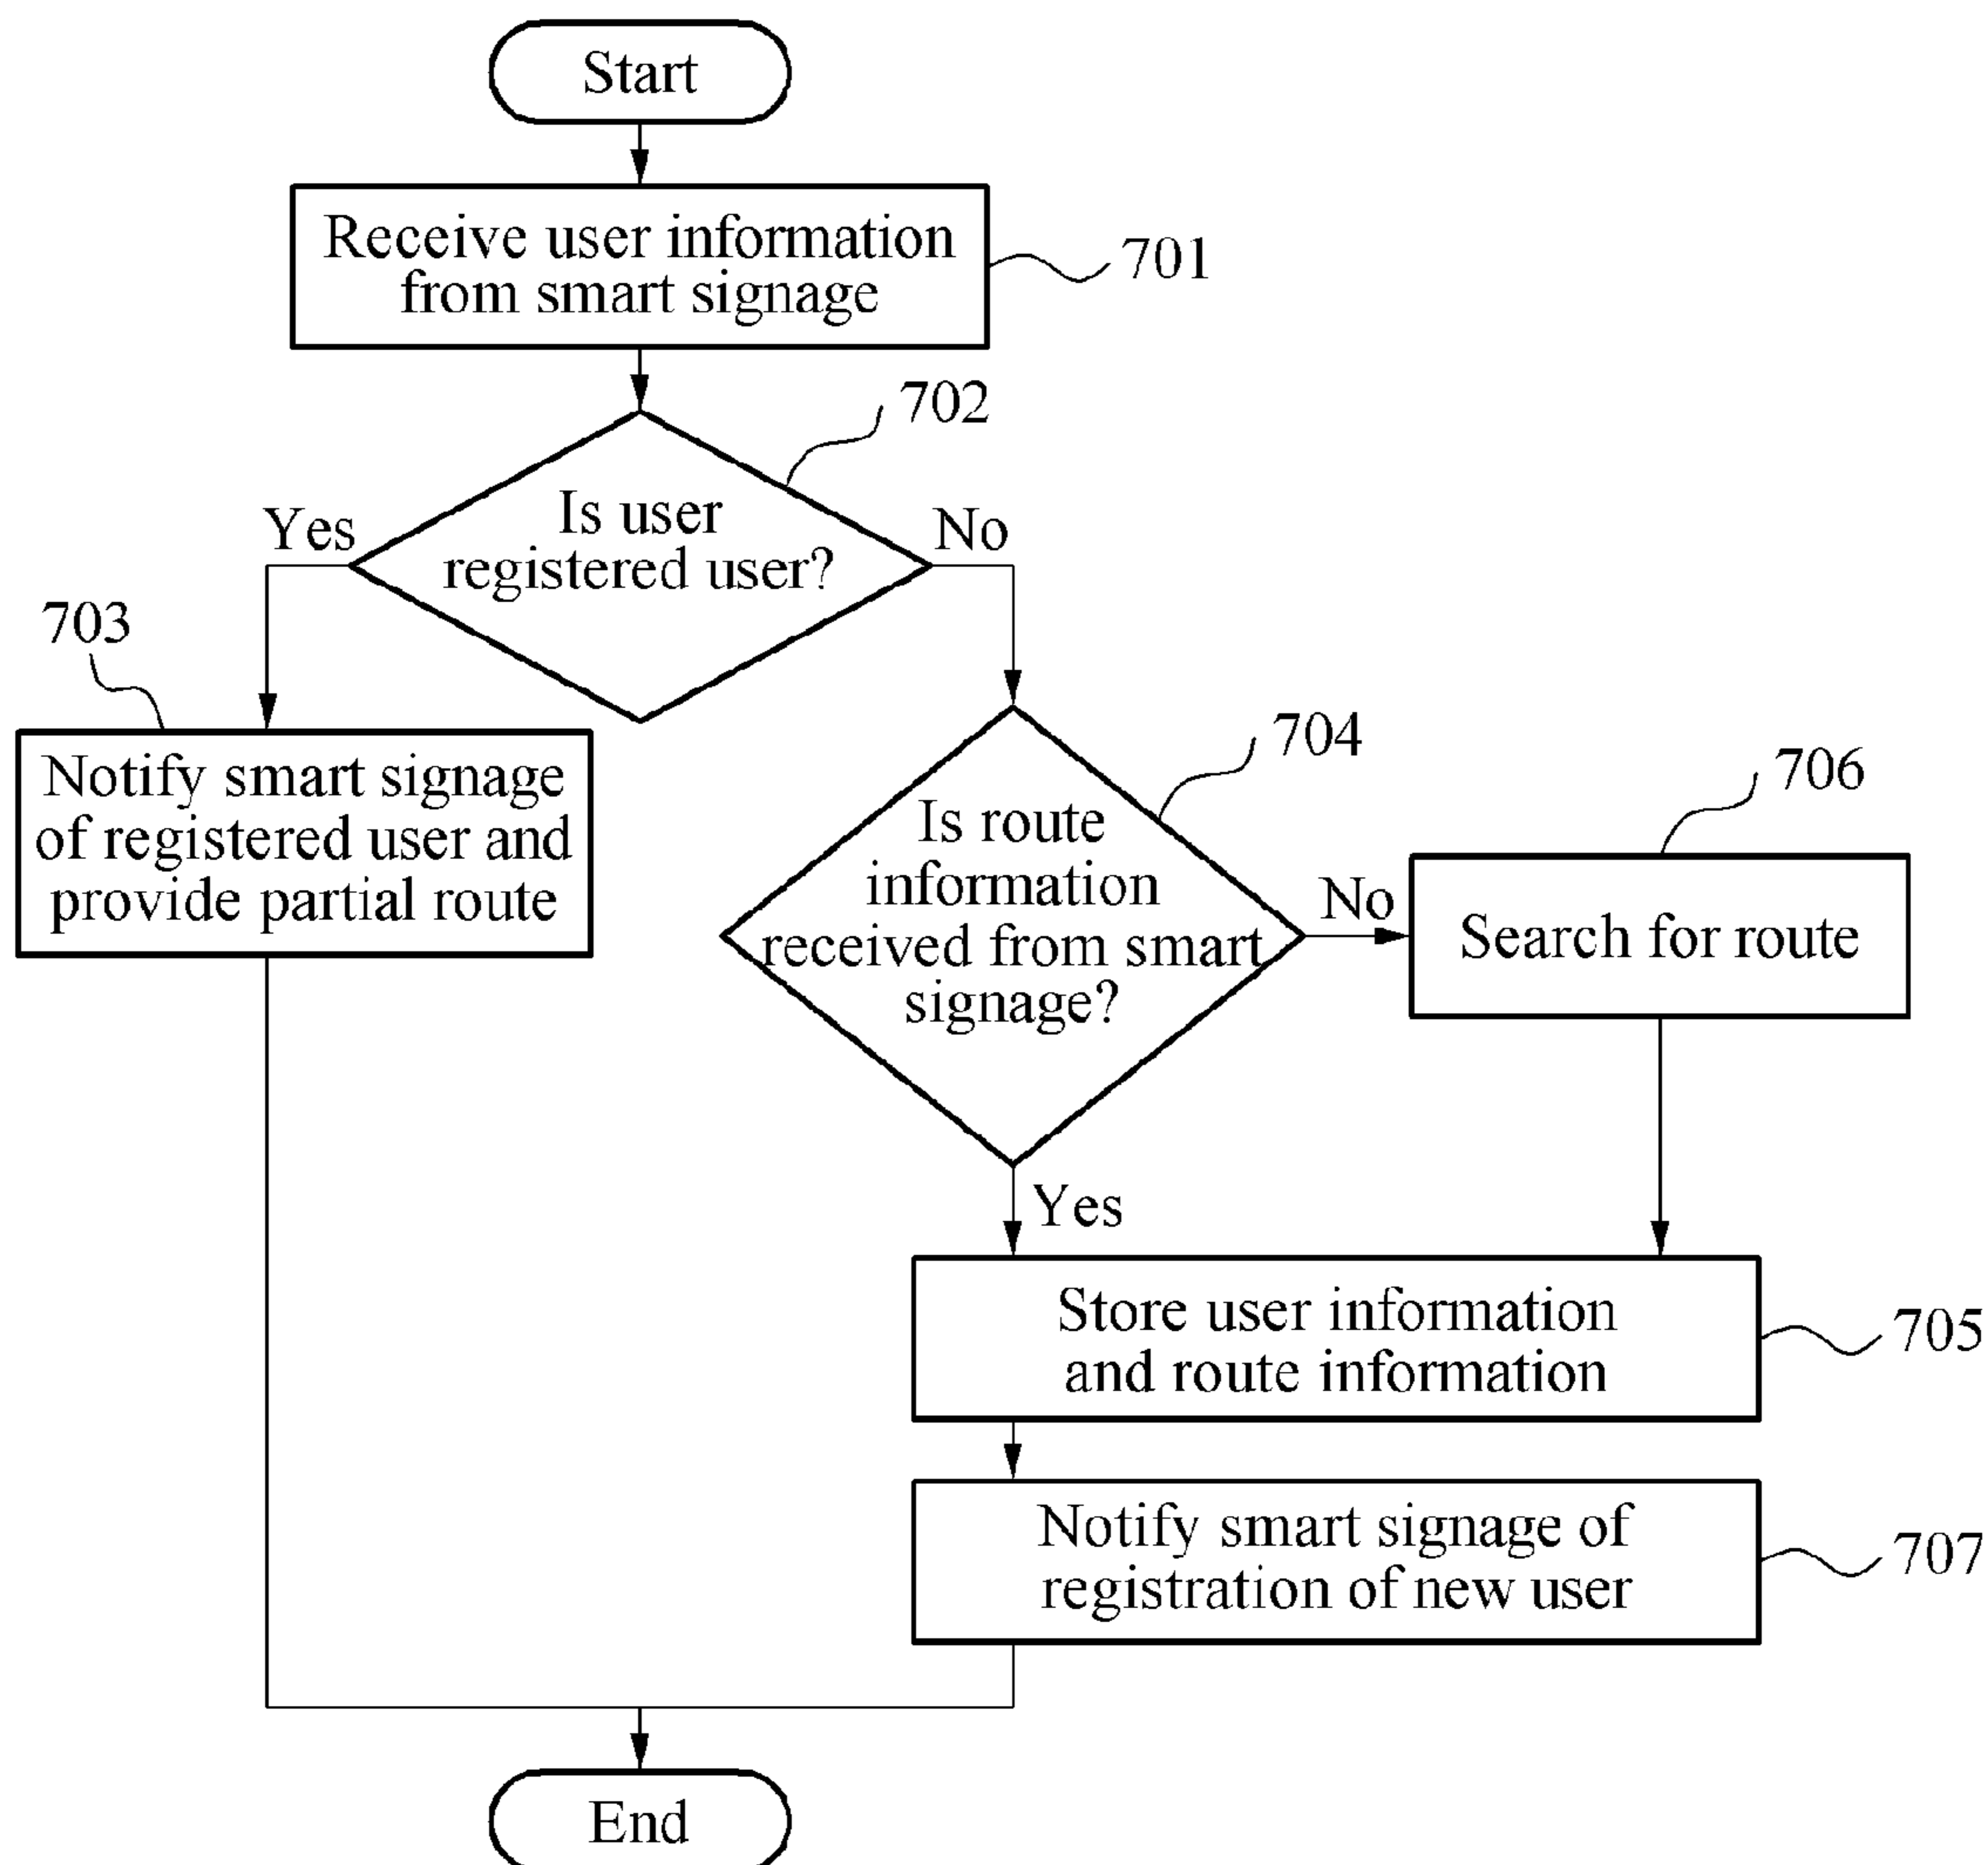 Start
Receive user information
from smart signage
701
702
Is user
registered user?
Yes
No
703
Notify smart signage
of registered user and
provide partial route
704
Is route
information
received from smart
signage?
No
706
Search for route
Yes
Store user information
and route information
705
Notify smart signage of
registration of new user
707
End